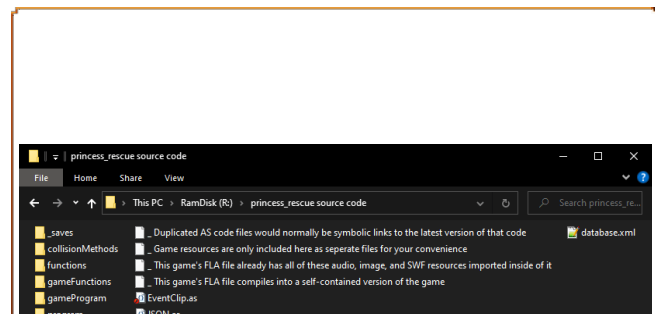 princess_rescue source code
File Home Share View
This PC > RamDisk (R:) > princess_rescue source code Search princess_re...
_saves _ Duplicated AS code files would normally be symbolic links to the latest version of that code database.xml
collisionMethods _ Game resources are only included here as seperate files for your convenience
functions _ This game's FLA file already has all of these audio, image, and SWF resources imported inside of it
gameFunctions _ This game's FLA file compiles into a self-contained version of the game
gameProgram EventClip.as
program JSON.as